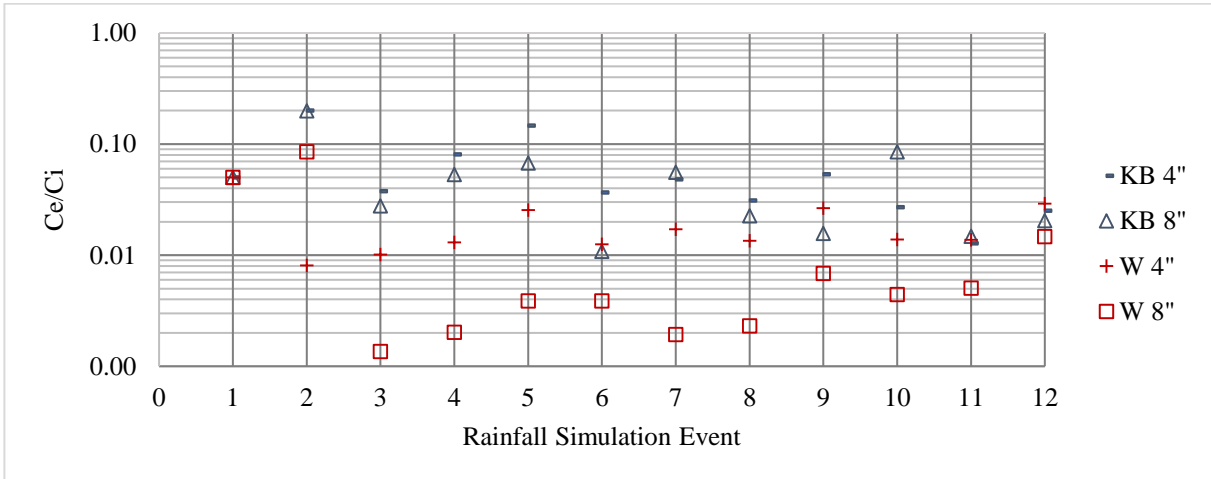 1.00
0.10
0.01
0.00
Ce/Ci
0 1 2 3 4 5 6 7 8 9 10 11 12
Rainfall Simulation Event
KB 4"
KB 8"
W 4"
W 8"